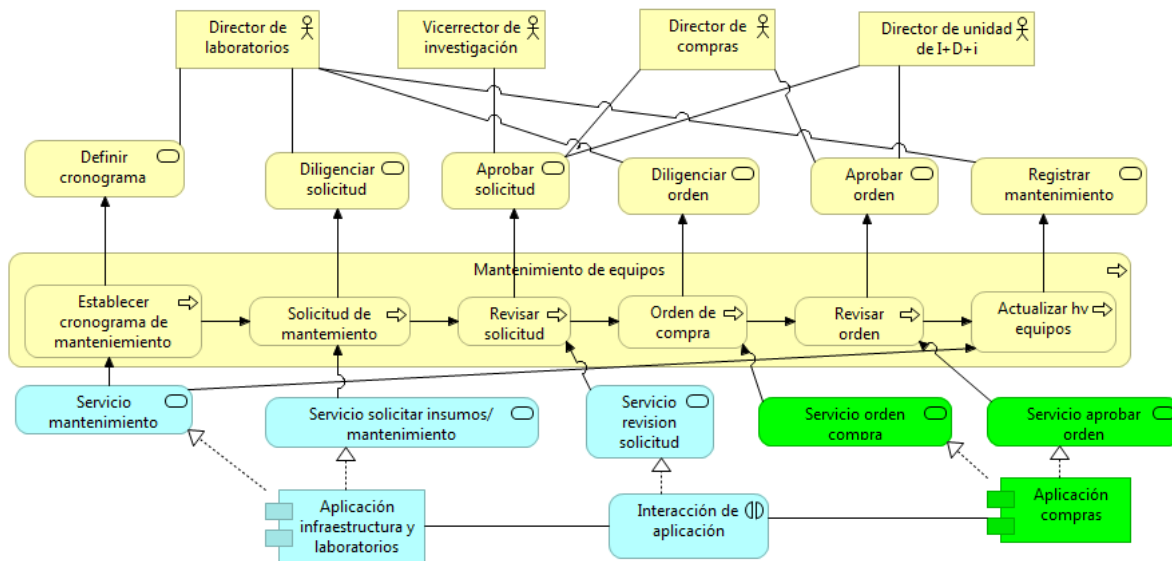 Director de
laboratorios
Vicerrector de
investigación
Director de
compras
Director de unidad
de I+D+i
Definir
cronograma
Diligenciar
solicitud
Aprobar
solicitud
Diligenciar
orden
Aprobar
orden
Registrar
mantenimiento
Mantenimiento de equipos
Establecer
cronograma de
manteniemiento
Solicitud de
mantemiento
Revisar
solicitud
Orden de
compra
Revisar
orden
Actualizar hv
equipos
Servicio
mantenimiento
Servicio solicitar insumos/
mantenimiento
Servicio
revision
solicitud
Servicio orden
compra
Servicio aprobar
orden
Aplicación
infraestructura y
laboratorios
Interacción de
aplicación
Aplicación
compras